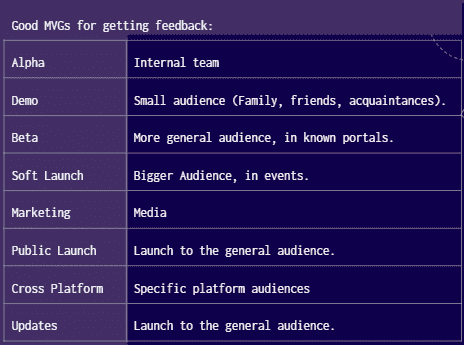 Good MVGs for getting feedback:
Alpha Internal team
Demo Small audience (Family, friends, acquaintances).
Beta More general audience, in known portals.
Soft Launch Bigger Audience, in events.
Marketing Media
Public Launch Launch to the general audience.
Cross Platform Specific platform audiences
Updates Launch to the general audience.